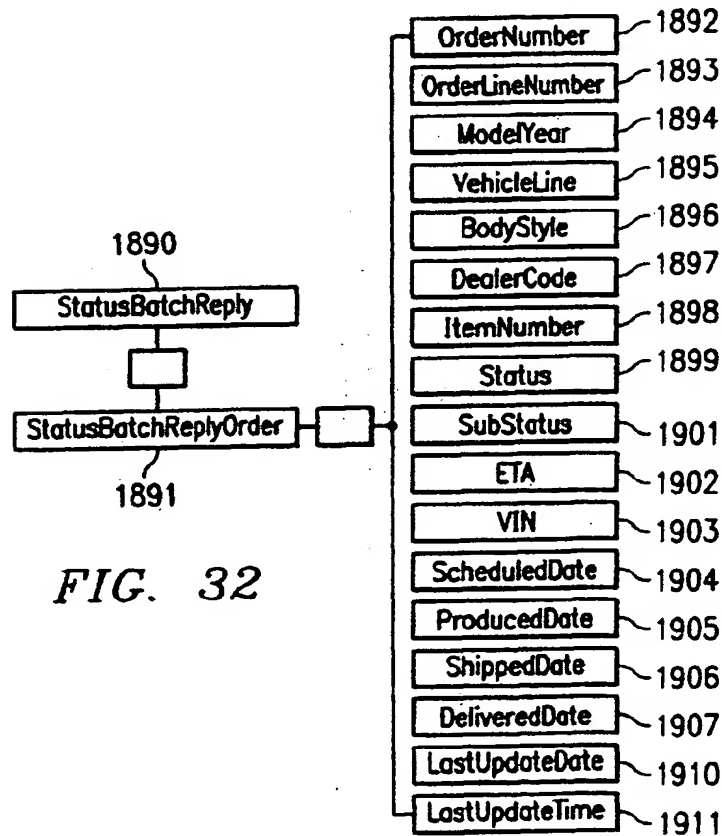 1890
StatusBatchReply
StatusBatchReplyOrder
1891
FIG. 32
OrderNumber 1892
OrderLineNumber 1893
ModelYear 1894
VehicleLine 1895
BodyStyle 1896
DealerCode 1897
ItemNumber 1898
Status 1899
SubStatus 1901
ETA 1902
VIN 1903
ScheduledDate 1904
ProducedDate 1905
ShippedDate 1906
DeliveredDate 1907
LastUpdateDate 1910
LastUpdateTime 1911